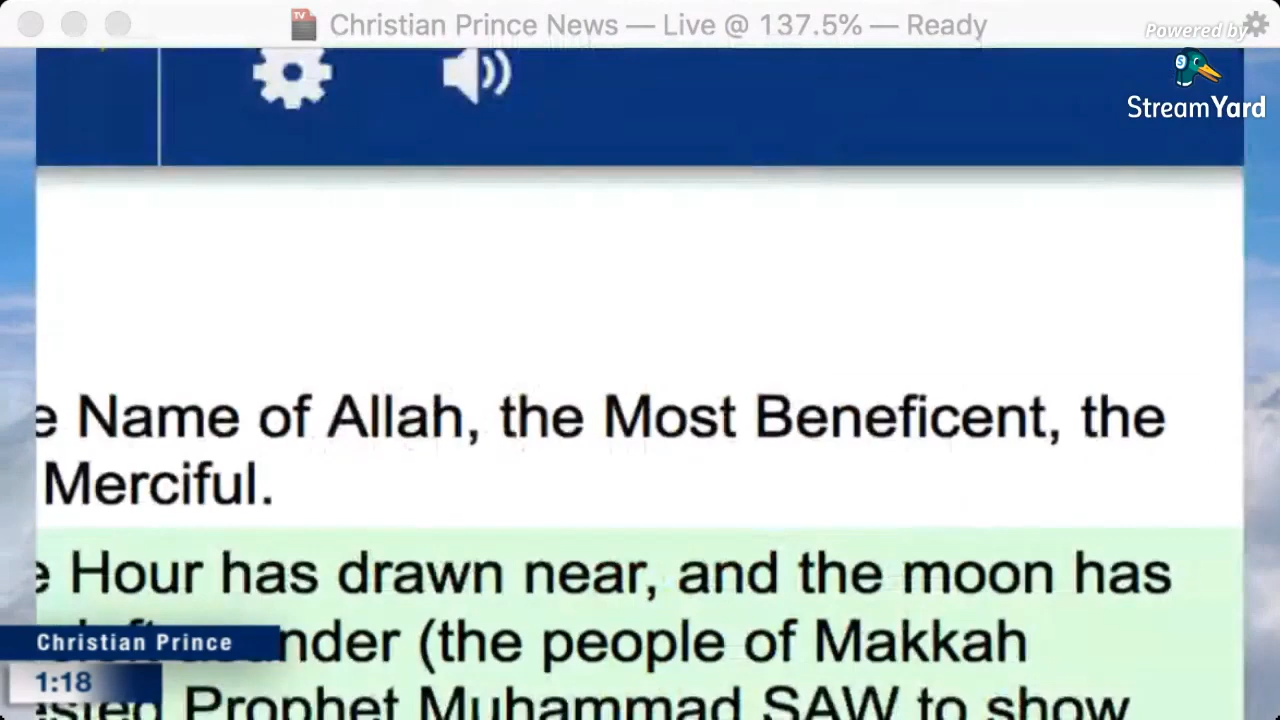 Christian Prince News — Live @ 137.5% — Ready
Powered by
StreamYard
Name of Allah, the Most Beneficent, the
Merciful.
Hour has drawn near, and the moon has
(the people of Makkah
Prophet Muhammad SAW to show
Christian Prince
1:18